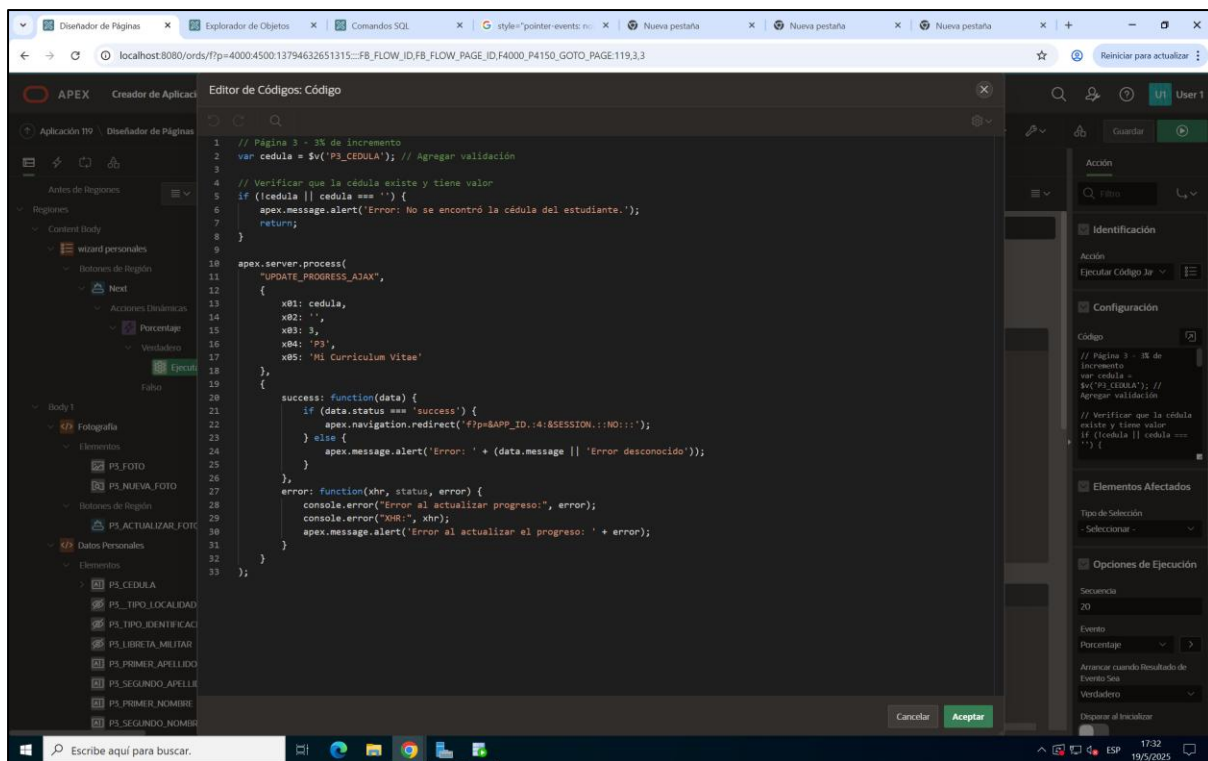 Diseñador de Páginas
Explorador de Objetos
Comandos SQL
style="pointer-events: no
Nueva pestaña
Nueva pestaña
Nueva pestaña
localhost:8080/ords/f?p=4000:4500:13794632651315::::FB_FLOW_ID,FB_FLOW_PAGE_ID,F4000_P4150_GOTO_PAGE:119,3,3
Reiniciar para actualizar
APEX Creador de Aplicaci
Editor de Códigos: Código
U1 User 1
Aplicación 119 \ Diseñador de Páginas
Guardar
Antes de Regiones
Regiones
Content Body
wizard personales
Botones de Región
Next
Acciones Dinámicas
Porcentaje
Verdadero
Ejecuta
Falso
Body 1
Fotografía
Elementos
P3_FOTO
P3_NUEVA_FOTO
Botones de Región
P3_ACTUALIZAR_FOTO
Datos Personales
Elementos
P3_CEDULA
P3__TIPO_LOCALIDAD
P3_TIPO_IDENTIFICAC
P3_LIBRETA_MILITAR
P3_PRIMER_APELLIDO
P3_SEGUNDO_APELLI
P3_PRIMER_NOMBRE
P3_SEGUNDO_NOMBR
1 // Página 3 - 3% de incremento
2 var cedula = $v('P3_CEDULA'); // Agregar validación
3
4 // Verificar que la cédula existe y tiene valor
5 if (!cedula || cedula === '') {
6 apex.message.alert('Error: No se encontró la cédula del estudiante.');
7 return;
8 }
9
10 apex.server.process(
11 "UPDATE_PROGRESS_AJAX",
12 {
13 x01: cedula,
14 x02: '',
15 x03: 3,
16 x04: 'P3',
17 x05: 'Mi Curriculum Vitae'
18 },
19 {
20 success: function(data) {
21 if (data.status === 'success') {
22 apex.navigation.redirect('f?p=&APP_ID.:4:&SESSION.::NO:::');
23 } else {
24 apex.message.alert('Error: ' + (data.message || 'Error desconocido'));
25 }
26 },
27 error: function(xhr, status, error) {
28 console.error("Error al actualizar progreso:", error);
29 console.error("XHR:", xhr);
30 apex.message.alert('Error al actualizar el progreso: ' + error);
31 }
32 }
33 );
Cancelar
Aceptar
Acción
Filtro
Identificación
Acción
Ejecutar Código Jav
Configuración
Código
// Página 3 - 3% de
incremento
var cedula =
$v('P3_CEDULA'); //
Agregar validación
// Verificar que la cédula
existe y tiene valor
if (!cedula || cedula ===
'') {
Elementos Afectados
Tipo de Selección
- Seleccionar -
Opciones de Ejecución
Secuencia
20
Evento
Porcentaje
Arrancar cuando Resultado de
Evento Sea
Verdadero
Disparar al Inicializar
Escribe aquí para buscar.
ESP
17:32
19/5/2025